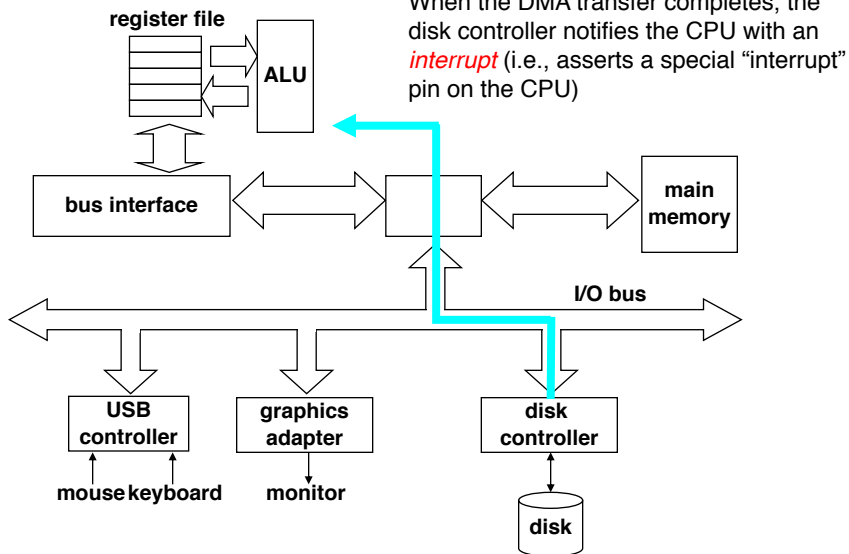 When the DMA transfer completes, the
disk controller notifies the CPU with an
interrupt (i.e., asserts a special “interrupt”
pin on the CPU)
register file
ALU
bus interface
main
memory
I/O bus
USB
controller
graphics
adapter
disk
controller
mouse keyboard
monitor
disk